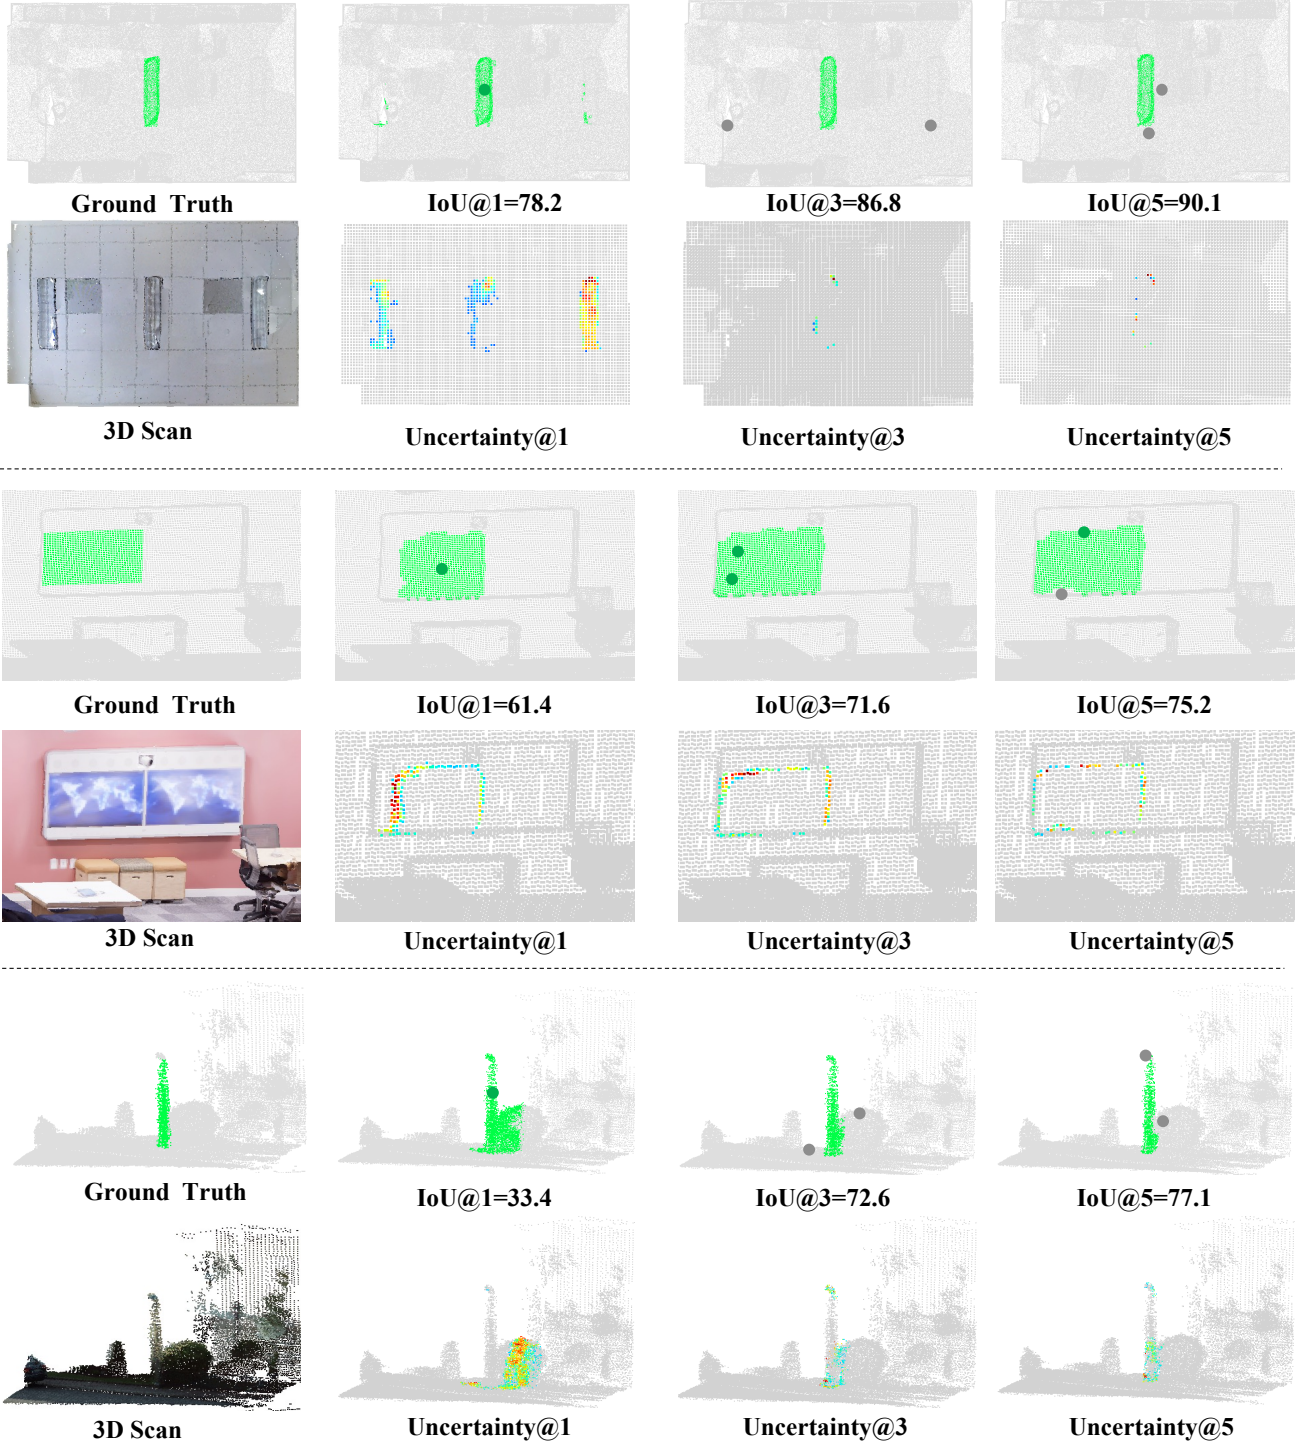 Ground Truth
IoU@1=78.2
IoU@3=86.8
IoU@5=90.1
3D Scan
Uncertainty@1
Uncertainty@3
Uncertainty@5
Ground Truth
IoU@1=61.4
IoU@3=71.6
IoU@5=75.2
3D Scan
Uncertainty@1
Uncertainty@3
Uncertainty@5
Ground Truth
IoU@1=33.4
IoU@3=72.6
IoU@5=77.1
3D Scan
Uncertainty@1
Uncertainty@3
Uncertainty@5